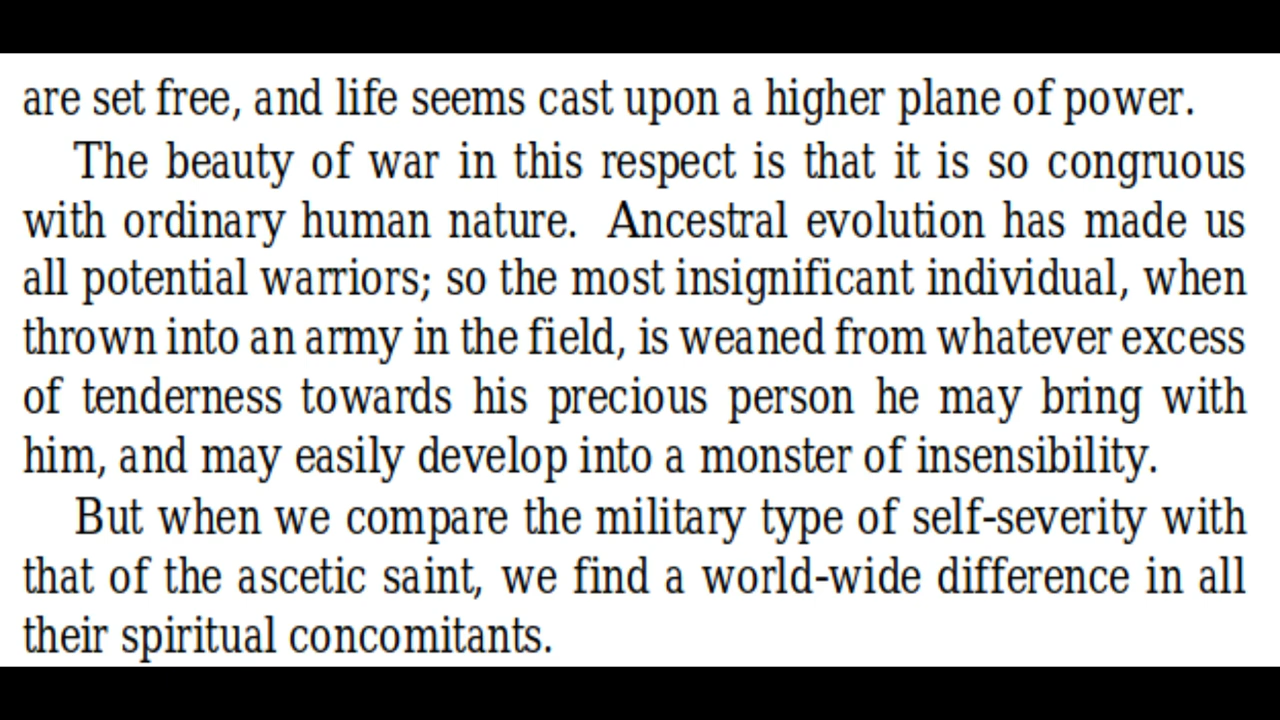 are set free, and life seems cast upon a higher plane of power.
The beauty of war in this respect is that it is so congruous
with ordinary human nature. Ancestral evolution has made us
all potential warriors; so the most insignificant individual, when
thrown into an army in the field, is weaned from whatever excess
of tenderness towards his precious person he may bring with
him, and may easily develop into a monster of insensibility.
But when we compare the military type of self-severity with
that of the ascetic saint, we find a world-wide difference in all
their spiritual concomitants.